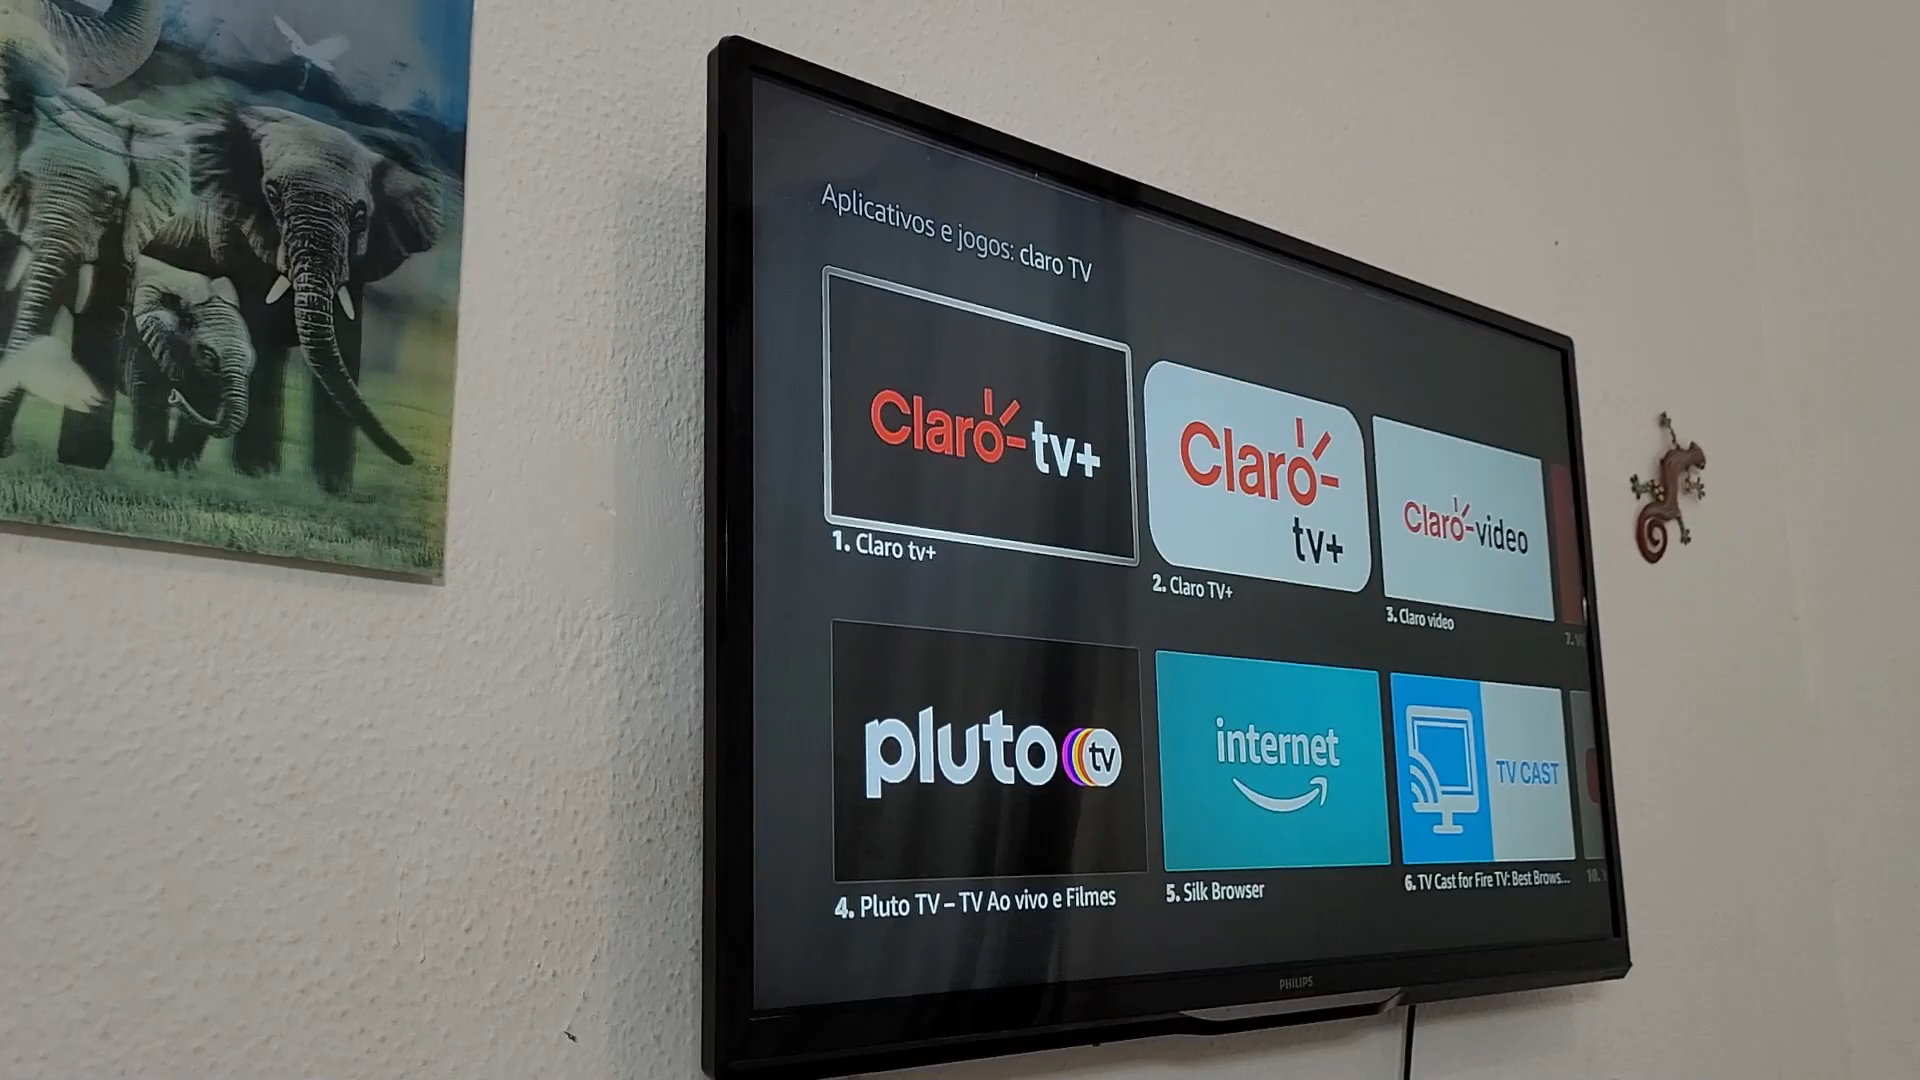 Aplicativos e jogos: claro TV
Claro tv+
1. Claro tv+
Claro
tv+
2. Claro TV+
Claro video
3. Claro video
7.
pluto tv
4. Pluto TV – TV Ao vivo e Filmes
internet
5. Silk Browser
TV CAST
6. TV Cast for Fire TV: Best Brows...
10.
PHILIPS